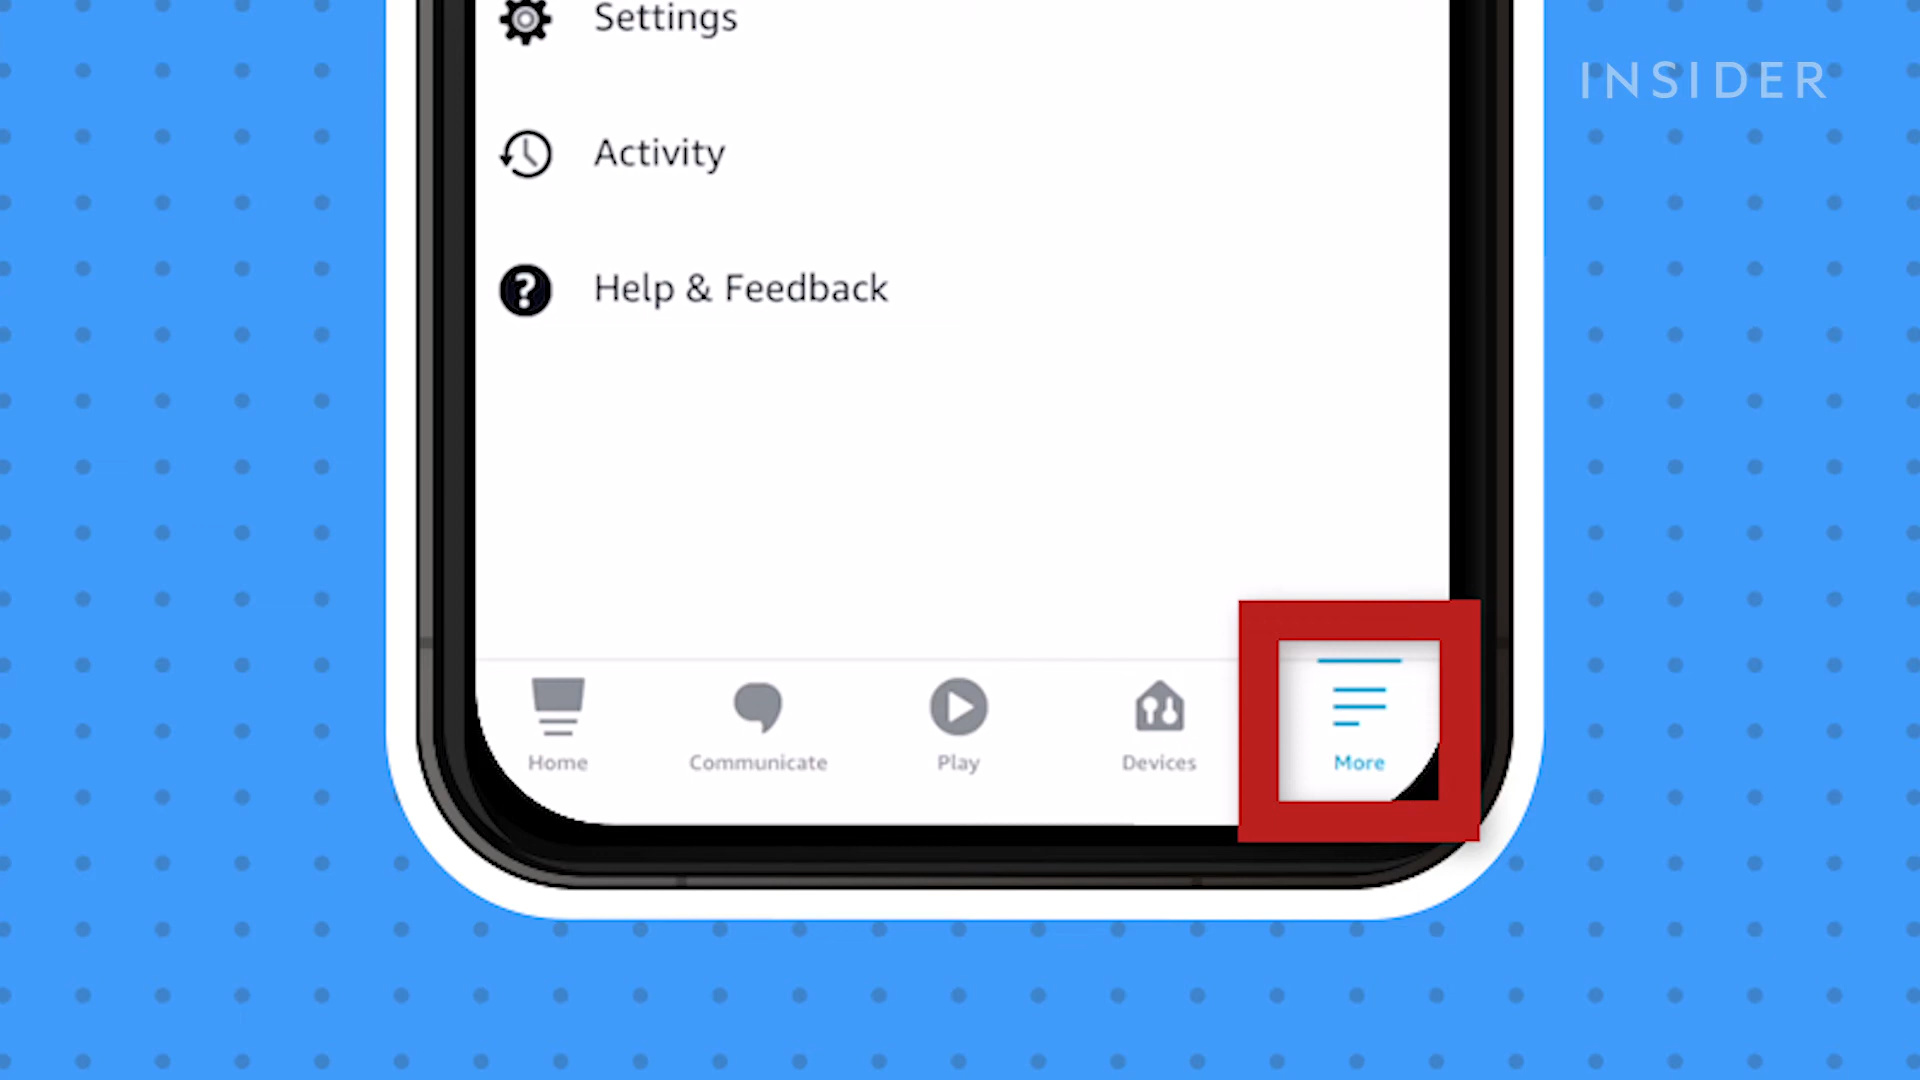 Settings
INSIDER
Activity
Help & Feedback
Home
Communicate
Play
Devices
More